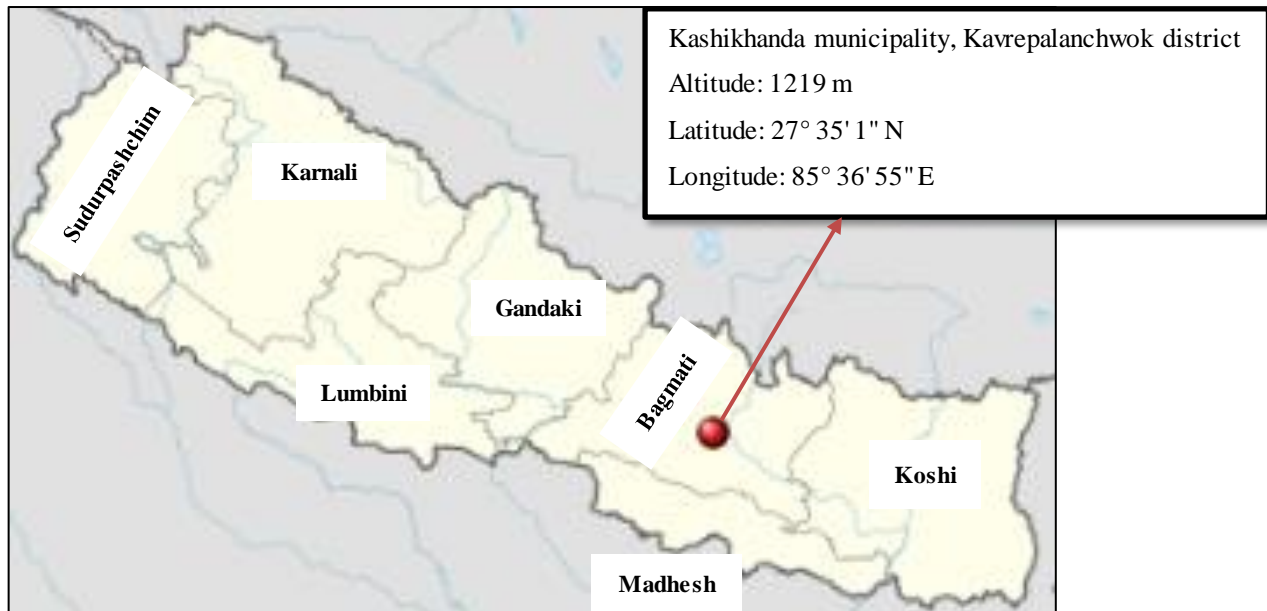 Kashikhanda municipality, Kavrepalanchwok district
Altitude: 1219 m
Latitude: 27° 35' 1" N
Longitude: 85° 36' 55" E
Sudurpashchim
Karnali
Gandaki
Lumbini
Bagmati
Koshi
Madhesh